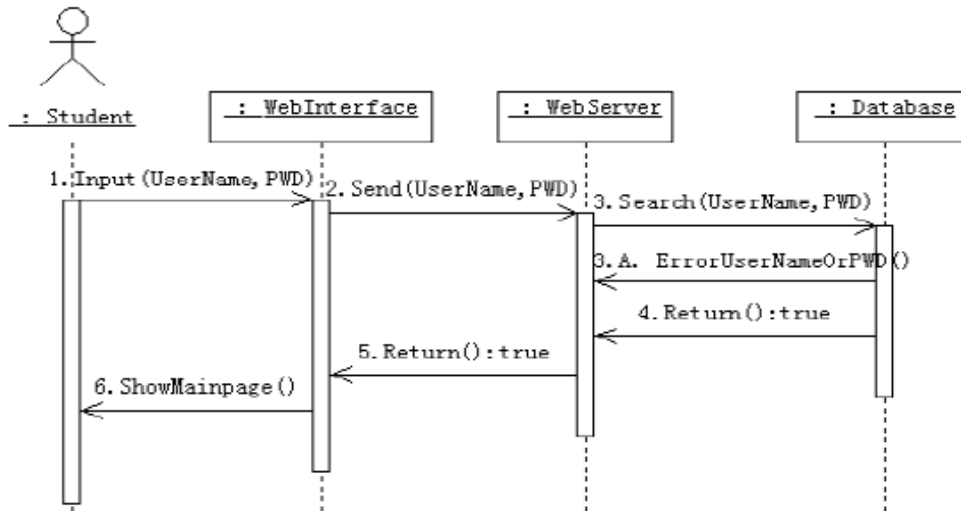 : Student
: WebInterface
: WebServer
: Database
1.Input(UserName,PWD)
2.Send(UserName,PWD)
3.Search(UserName,PWD)
3.A. ErrorUserNameOrPWD()
4.Return():true
5.Return():true
6.ShowMainpage()